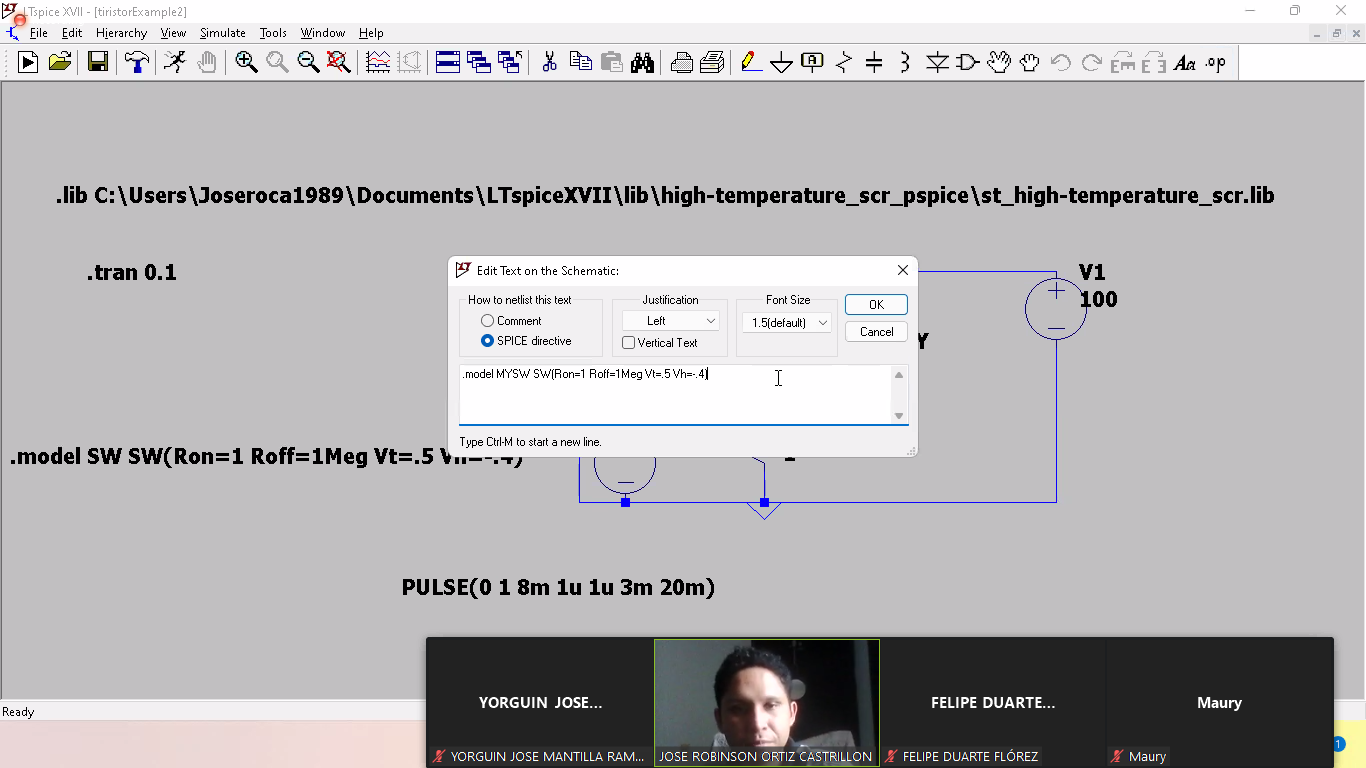 LTspice XVII - [tiristorExample2]
File Edit Hierarchy View Simulate Tools Window Help
A Aa .op
.lib C:\Users\Joseroca1989\Documents\LTspiceXVII\lib\high-temperature_scr_pspice\st_high-temperature_scr.lib
.tran 0.1
Edit Text on the Schematic:
How to netlist this text
Comment
SPICE directive
Justification
Left
Vertical Text
Font Size
1.5(default)
OK
Cancel
.model MYSW SW(Ron=1 Roff=1Meg Vt=.5 Vh=-.4)
Type Ctrl-M to start a new line.
V1
100
Y
.model SW SW(Ron=1 Roff=1Meg Vt=.5 Vh=-.4)
PULSE(0 1 8m 1u 1u 3m 20m)
Ready
YORGUIN JOSE...
YORGUIN JOSE MANTILLA RAM...
JOSE ROBINSON ORTIZ CASTRILLON
FELIPE DUARTE...
FELIPE DUARTE FLÓREZ
Maury
Maury
1